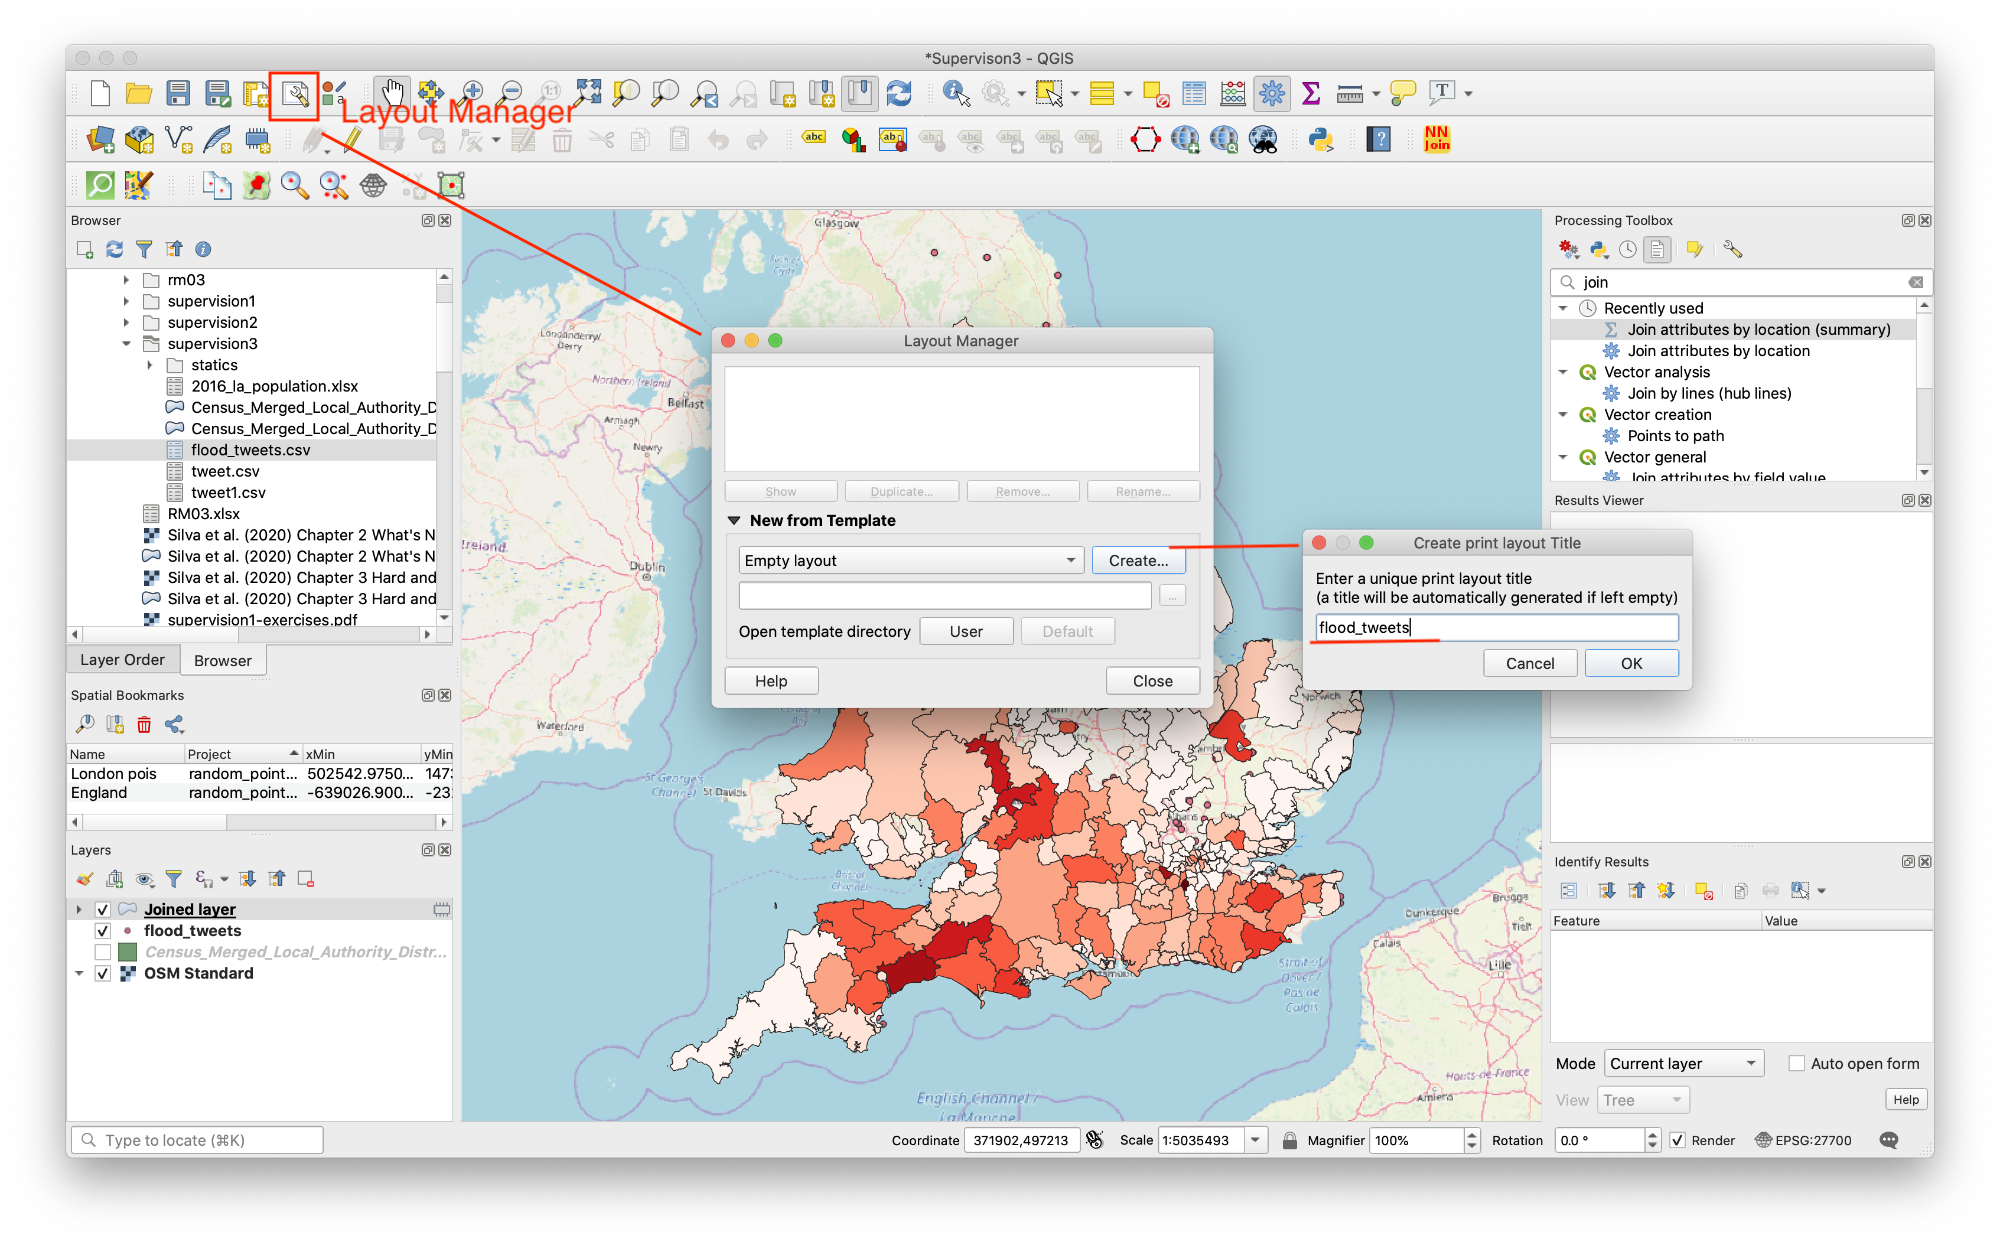 *Supervison3 - QGIS
Layout Manager
1:1
abc
abc
NN
join
Browser
rm03
supervision1
supervision2
supervision3
statics
2016_la_population.xlsx
Census_Merged_Local_Authority_D
Census_Merged_Local_Authority_D
flood_tweets.csv
tweet.csv
tweet1.csv
RM03.xlsx
Silva et al. (2020) Chapter 2 What's N
Silva et al. (2020) Chapter 2 What's N
Silva et al. (2020) Chapter 3 Hard and
Silva et al. (2020) Chapter 3 Hard and
supervision1-exercises.pdf
Layer Order
Browser
Spatial Bookmarks
Name Project xMin yMin
London pois random_point... 502542.9750... 1473
England random_point... -639026.900... -23
Layers
Joined layer
flood_tweets
Census_Merged_Local_Authority_Distr...
OSM Standard
Type to locate (⌘K)
Glasgow
Firth of
Clyde
Londonderry/
Derry
Northern Ireland
Belfast
Armagh
Newry
Ireland
Dublin
Waterford
St George's
Channel
St Davids
Bristol
Channel
Norwich
Strait of
Dover /
Pas de
Calais
Dunkerque
Brugge
Tielt
Calais
Lille
Hauts-de-France
Amiens
English Channel /
La Manche
Layout Manager
Show
Duplicate...
Remove...
Rename...
New from Template
Empty layout
Create...
...
Open template directory
User
Default
Help
Close
Create print layout Title
Enter a unique print layout title
(a title will be automatically generated if left empty)
flood_tweets
Cancel
OK
Processing Toolbox
join
Recently used
Join attributes by location (summary)
Join attributes by location
Vector analysis
Join by lines (hub lines)
Vector creation
Points to path
Vector general
Join attributes by field value
Results Viewer
Identify Results
Feature Value
Mode Current layer Auto open form
View Tree Help
Coordinate 371902,497213 Scale 1:5035493 Magnifier 100% Rotation 0.0 ° Render EPSG:27700